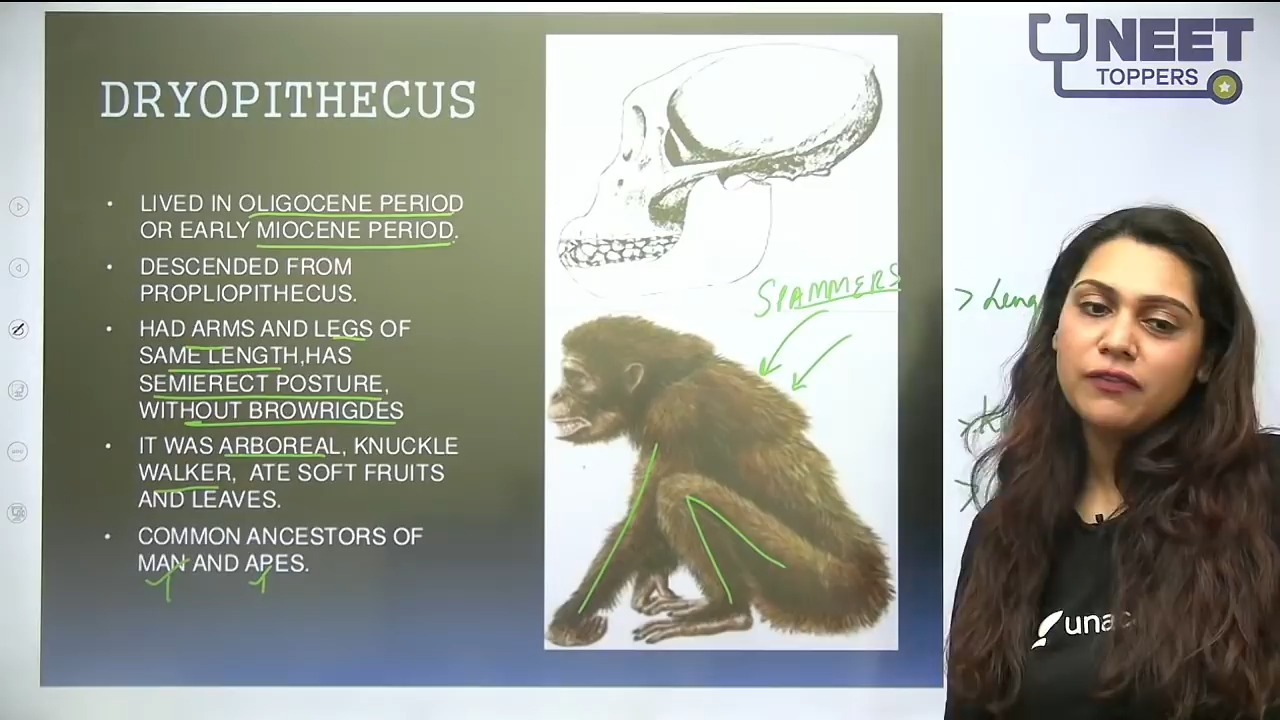 DRYOPITHECUS
• LIVED IN OLIGOCENE PERIOD
OR EARLY MIOCENE PERIOD.
• DESCENDED FROM
PROPLIOPITHECUS.
• HAD ARMS AND LEGS OF
SAME LENGTH,HAS
SEMIERECT POSTURE,
WITHOUT BROWRIGDES
• IT WAS ARBOREAL, KNUCKLE
WALKER, ATE SOFT FRUITS
AND LEAVES.
• COMMON ANCESTORS OF
MAN AND APES.
SPAMMERS
NEET
TOPPERS
> Leng
unac